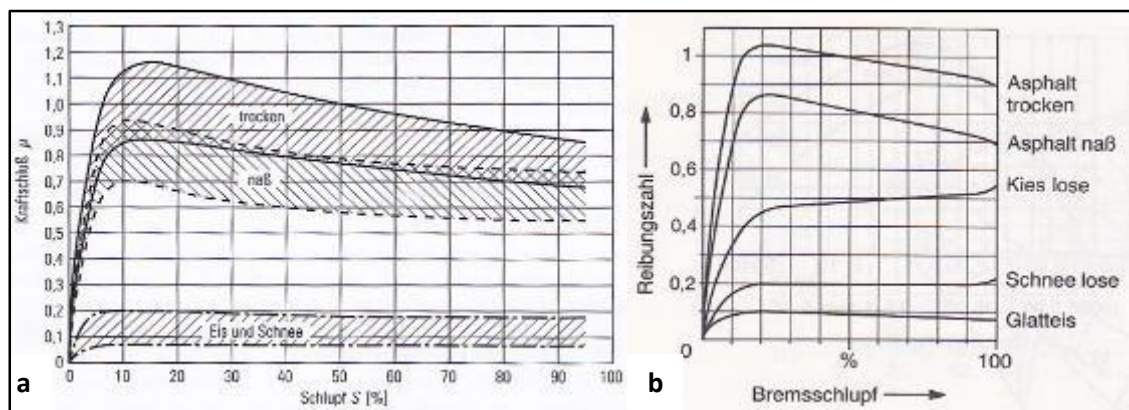 1,3
1,2
1,1
1,0
0,9
0,8
0,7
0,6
0,5
0,4
0,3
0,2
0,1
0
Kraftschluß μ
trocken
naß
Eis und Schnee
0 10 20 30 40 50 60 70 80 90 100
Schlupf S [%]
a
1
0,8
0,6
0,4
0,2
0
Reibungszahl
Asphalt
trocken
Asphalt naß
Kies lose
Schnee lose
Glatteis
% 100
Bremsschlupf
b